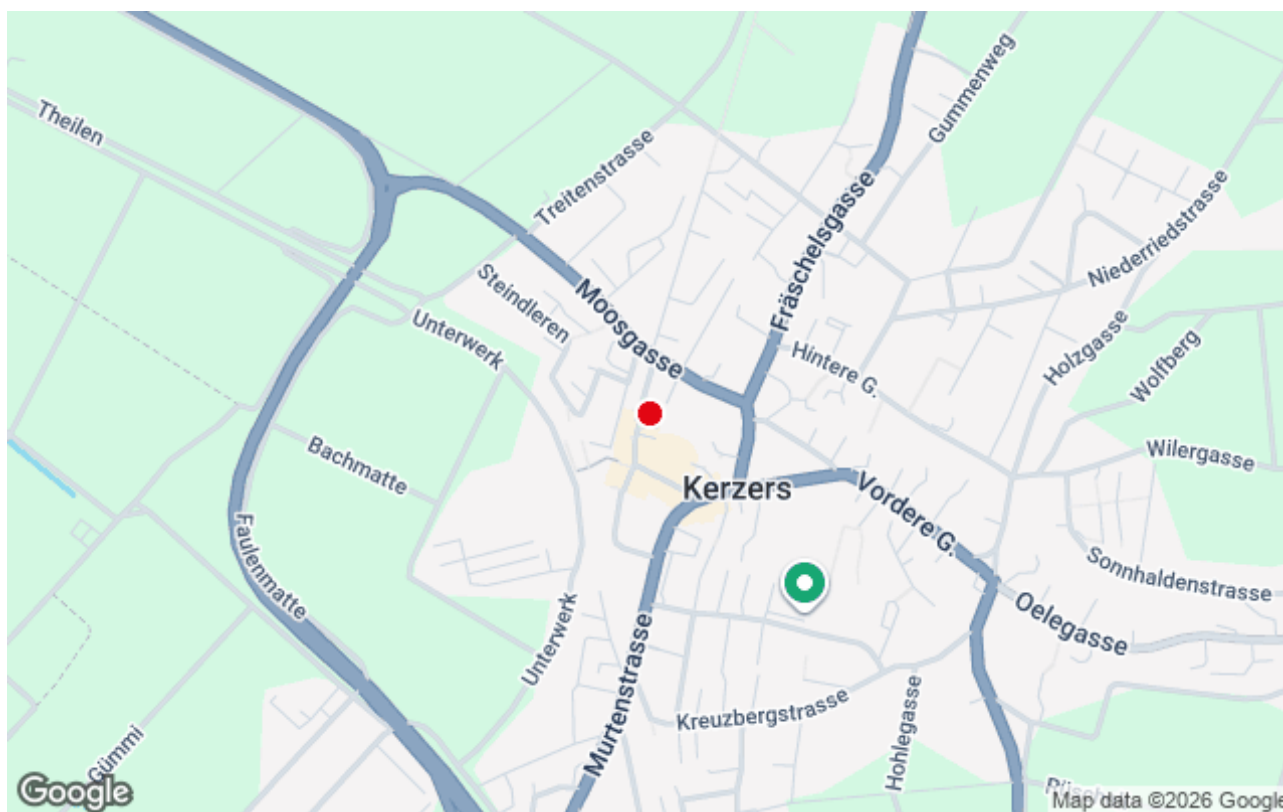 Theilen
Gummenweg
Treitenstrasse
Fräschelsgasse
Niederriedstrasse
Steindleren
Moosgasse
Unterwerk
Hintere G.
Holzgasse
Wolfberg
Bachmatte
Wilergasse
Kerzers
Vordere G.
Faulenmatte
Sonnhaldenstrasse
Oelegasse
Unterwerk
Murtenstrasse
Kreuzbergstrasse
Hohlegasse
Gümmi
Google
Map data ©2026 Google